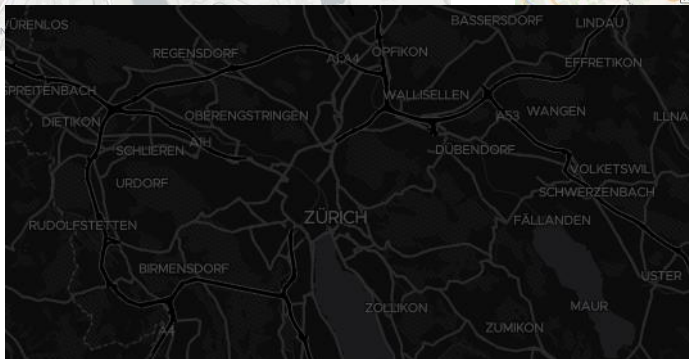 BASSERSDORF
LINDAU
WÜRENLOS
REGENSDORF
A1;A4
OPFIKON
EFFRETIKON
SPREITENBACH
WALLISELLEN
OBERENGSTRINGEN
A53
WANGEN
ILLNA
DIETIKON
A1H
SCHLIEREN
DÜBENDORF
VOLKETSWIL
URDORF
SCHWERZENBACH
ZÜRICH
FÄLLANDEN
RUDOLFSTETTEN
BIRMENSDORF
USTER
ZOLLIKON
MAUR
A4
ZUMIKON